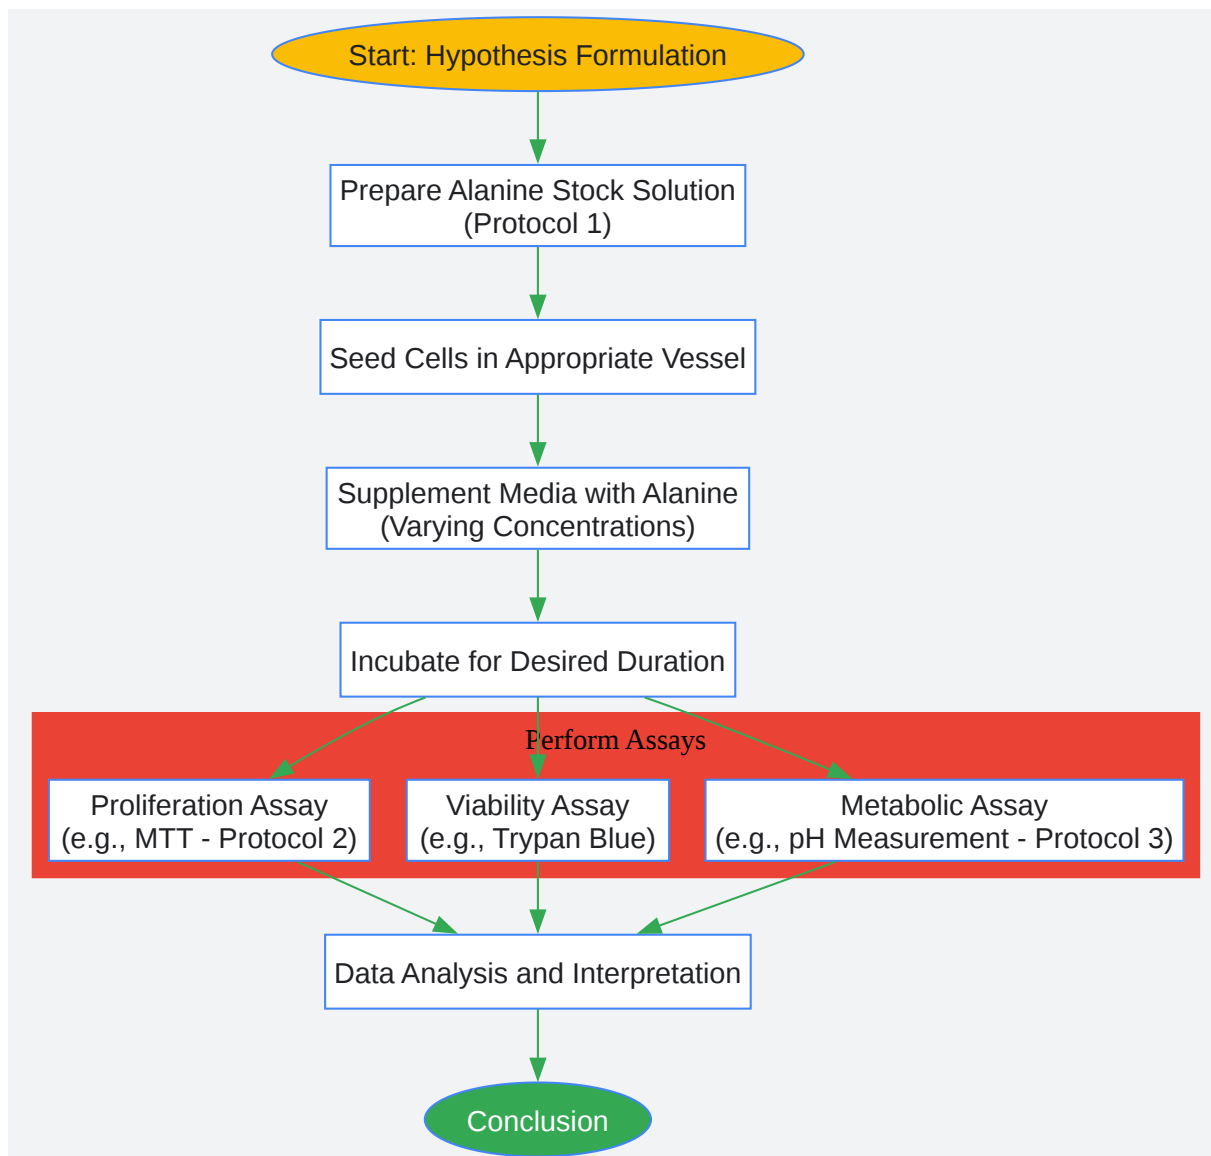 Start: Hypothesis Formulation
Prepare Alanine Stock Solution
(Protocol 1)
Seed Cells in Appropriate Vessel
Supplement Media with Alanine
(Varying Concentrations)
Incubate for Desired Duration
Perform Assays
Proliferation Assay
(e.g., MTT - Protocol 2)
Viability Assay
(e.g., Trypan Blue)
Metabolic Assay
(e.g., pH Measurement - Protocol 3)
Data Analysis and Interpretation
Conclusion